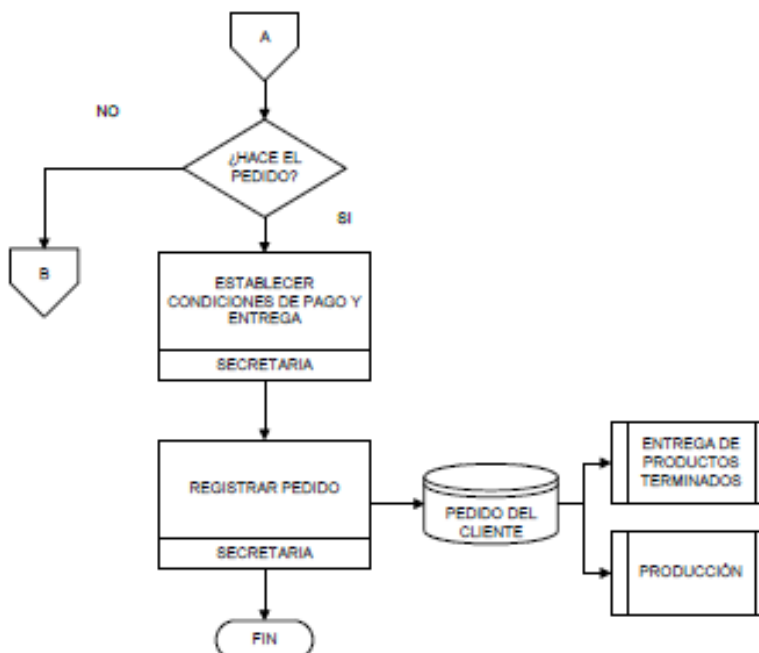 A
NO
¿HACE EL
PEDIDO?
SI
B
ESTABLECER
CONDICIONES DE PAGO Y
ENTREGA
SECRETARIA
REGISTRAR PEDIDO
SECRETARIA
PEDIDO DEL
CLIENTE
ENTREGA DE
PRODUCTOS
TERMINADOS
PRODUCCIÓN
FIN